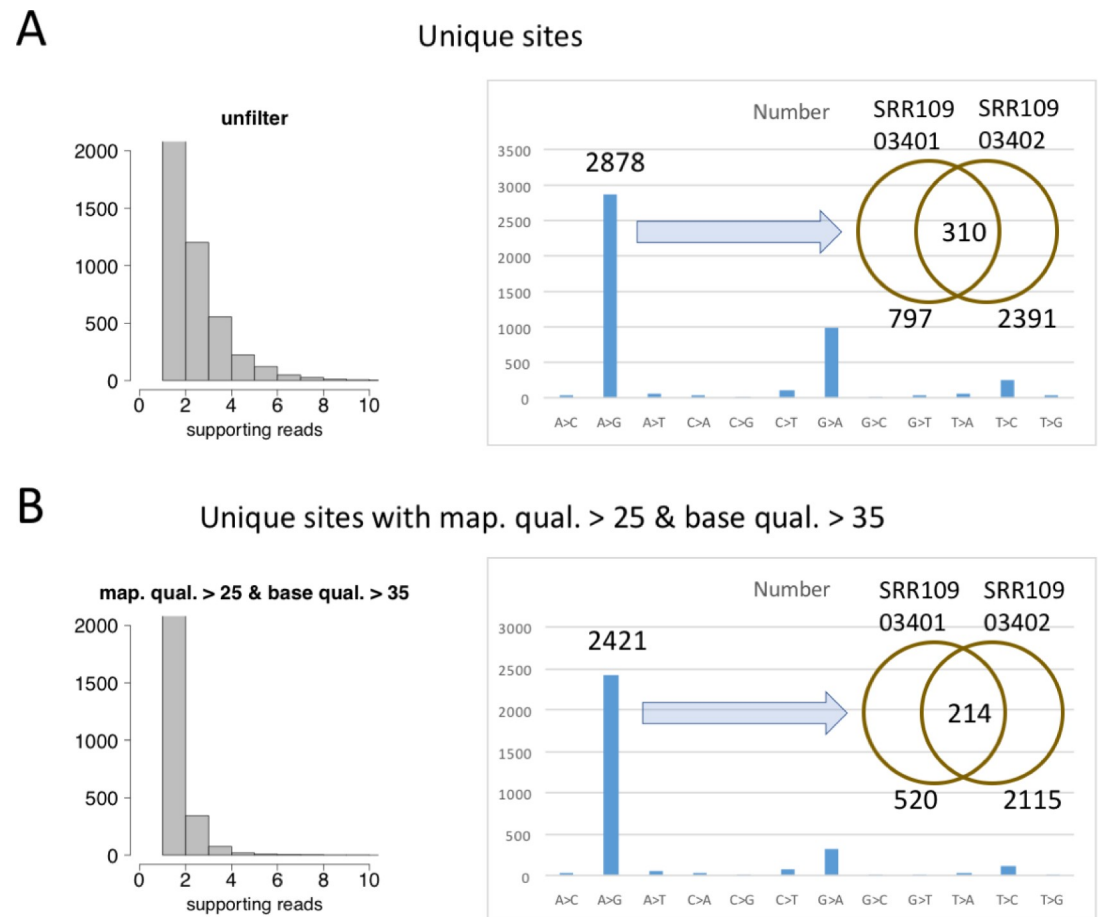 A
Unique sites
unfilter
2000
1500
1000
500
0
0 2 4 6 8 10
supporting reads
Number
SRR109
03401
SRR109
03402
3500
3000
2500
2000
1500
1000
500
0
2878
310
797
2391
A>C A>G A>T C>A C>G C>T G>A G>C G>T T>A T>C T>G
B
Unique sites with map. qual. > 25 & base qual. > 35
map. qual. > 25 & base qual. > 35
2000
1500
1000
500
0
0 2 4 6 8 10
supporting reads
Number
SRR109
03401
SRR109
03402
3000
2500
2000
1500
1000
500
0
2421
214
520
2115
A>C A>G A>T C>A C>G C>T G>A G>C G>T T>A T>C T>G